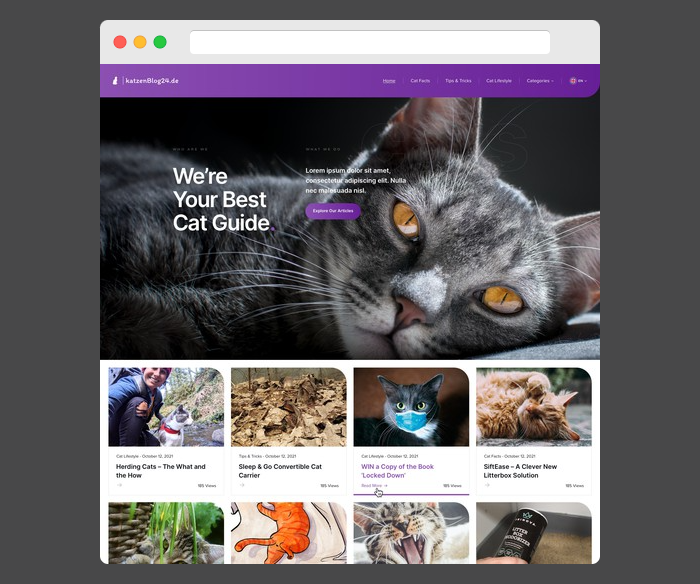 katzenBlog24.de
Home
Cat Facts
Tips & Tricks
Cat Lifestyle
Categories
EN
WHO ARE WE
WHAT WE DO
We're
Your Best
Cat Guide.
Lorem ipsum dolor sit amet,
consectetur adipiscing elit. Nulla
nec malesuada nisl.
Explore Our Articles
Cat Lifestyle - October 12, 2021
Herding Cats – The What and
the How
185 Views
Tips & Tricks - October 12, 2021
Sleep & Go Convertible Cat
Carrier
185 Views
Cat Lifestyle - October 12, 2021
WIN a Copy of the Book
'Locked Down'
Read More
185 Views
Cat Facts - October 12, 2021
SiftEase – A Clever New
Litterbox Solution
185 Views
LITTER
BOX
DEODORIZER